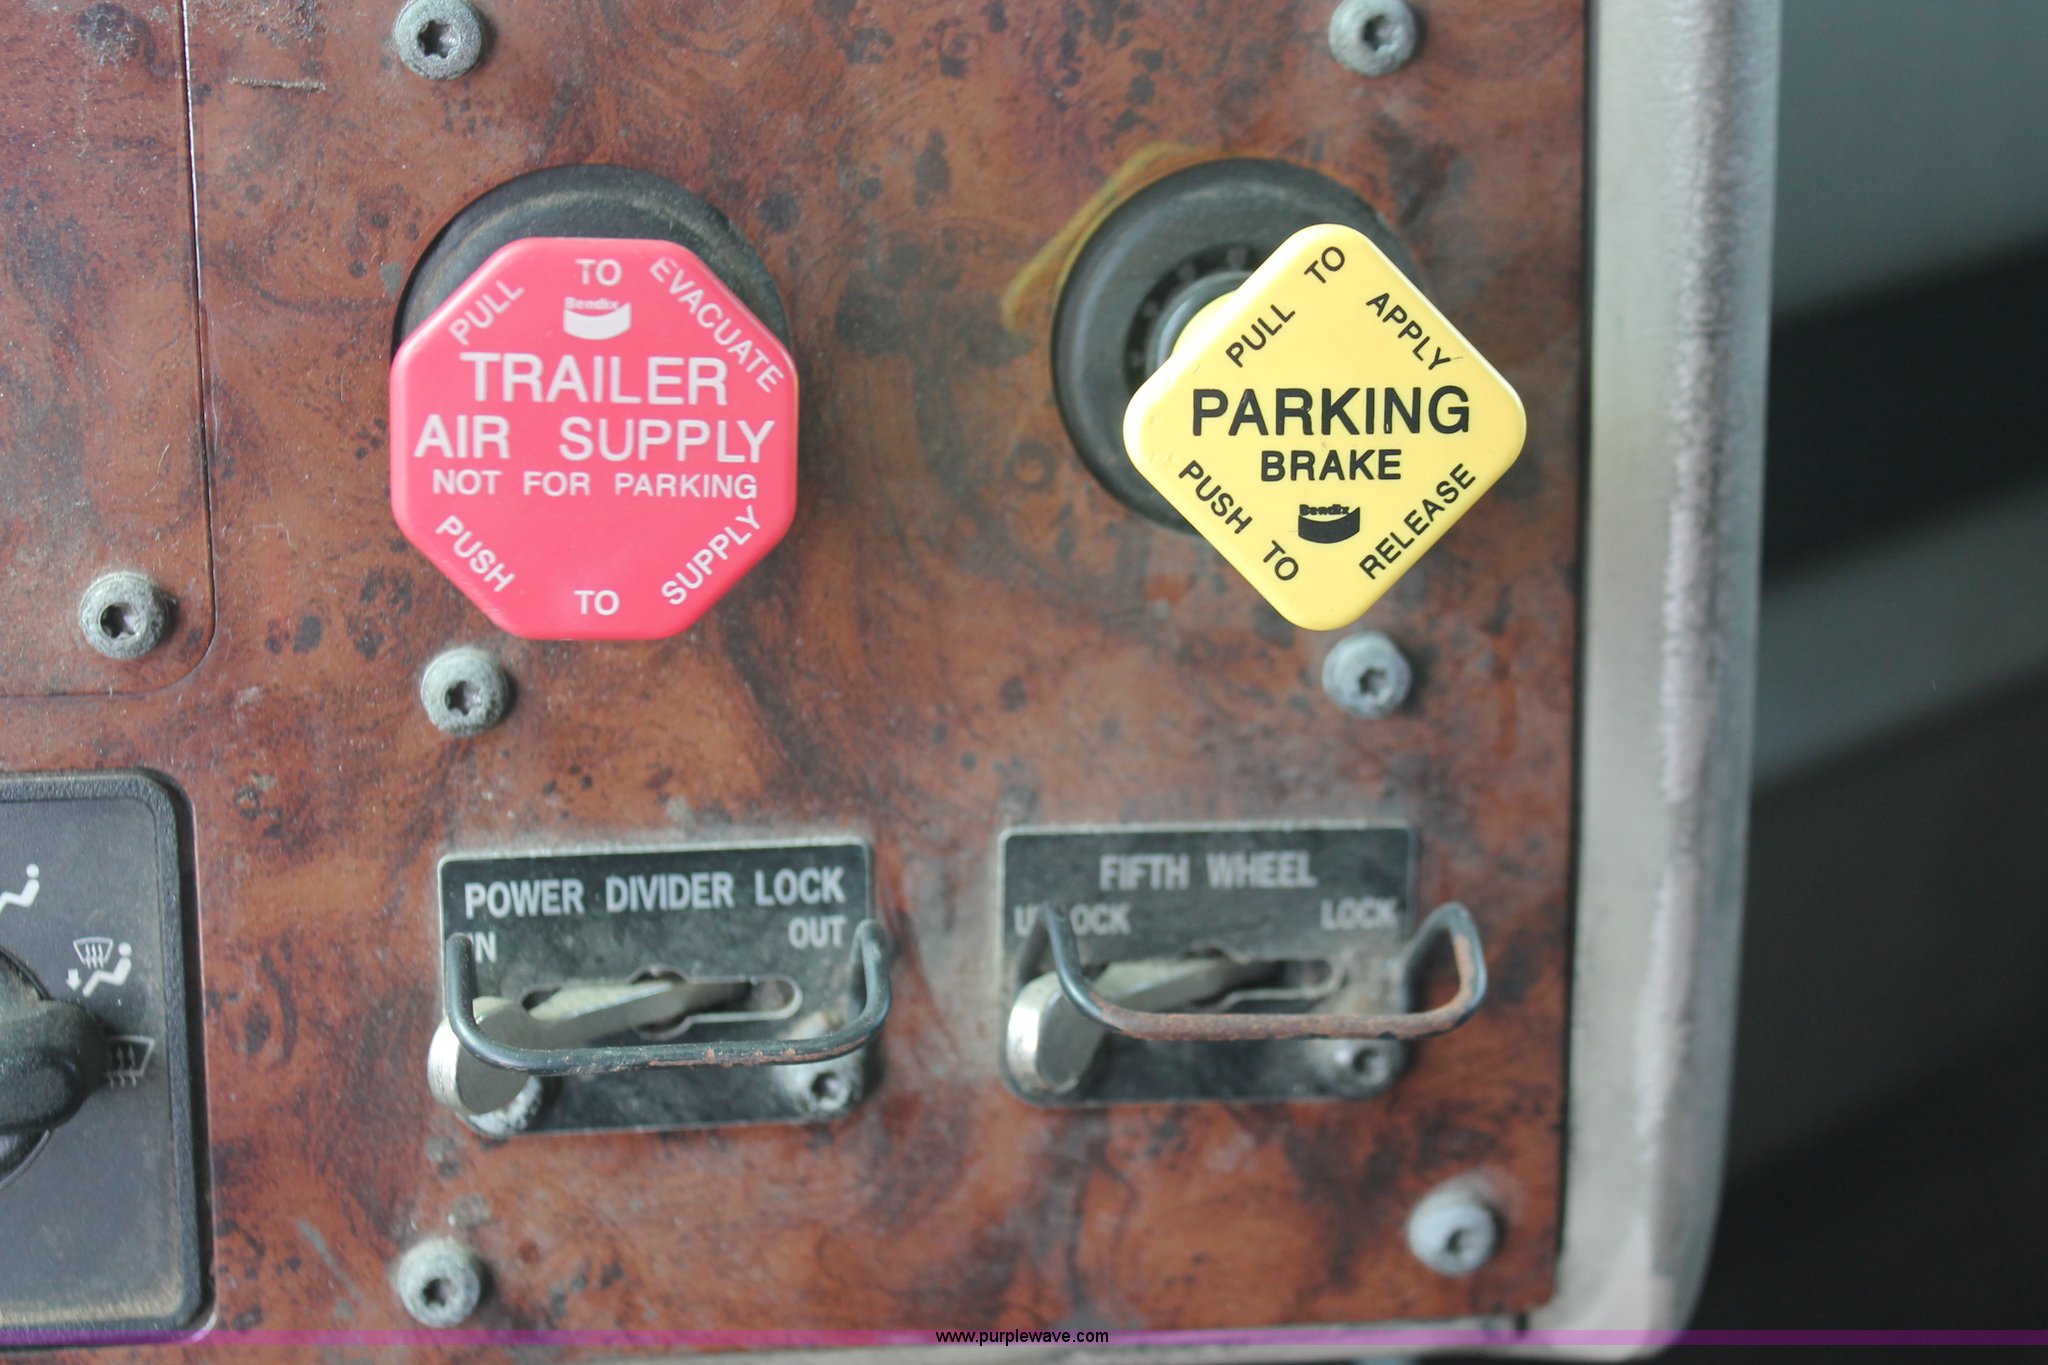 PULL TO EVACUATE
Bendix
TRAILER
AIR SUPPLY
NOT FOR PARKING
PUSH TO SUPPLY
PULL TO APPLY
PARKING
BRAKE
Bendix
PUSH TO RELEASE
POWER DIVIDER LOCK
IN OUT
FIFTH WHEEL
LOCK
www.purplewave.com